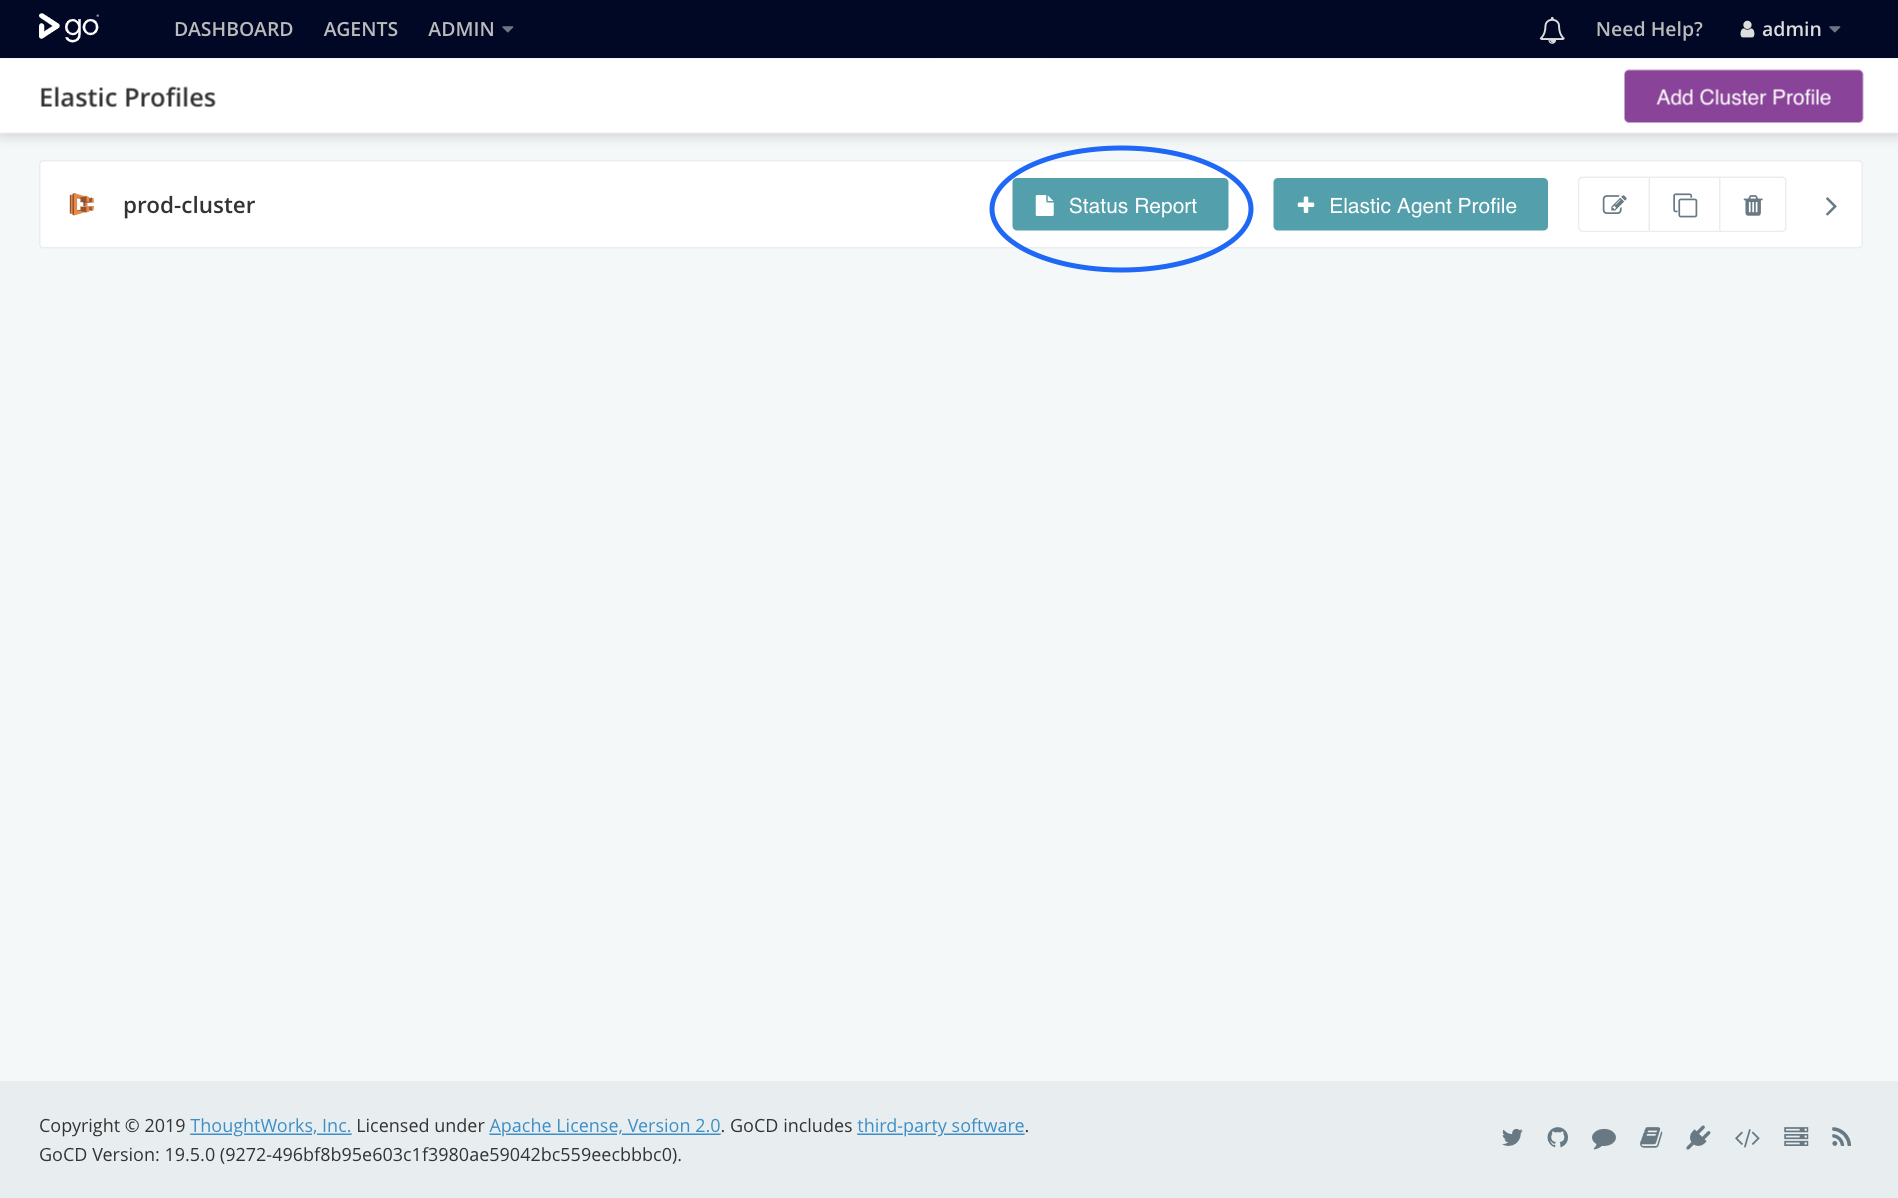 go DASHBOARD AGENTS ADMIN Need Help? admin
Elastic Profiles Add Cluster Profile
prod-cluster Status Report Elastic Agent Profile
Copyright © 2019 ThoughtWorks, Inc. Licensed under Apache License, Version 2.0. GoCD includes third-party software.
GoCD Version: 19.5.0 (9272-496bf8b95e603c1f3980ae59042bc559eecbbbc0).